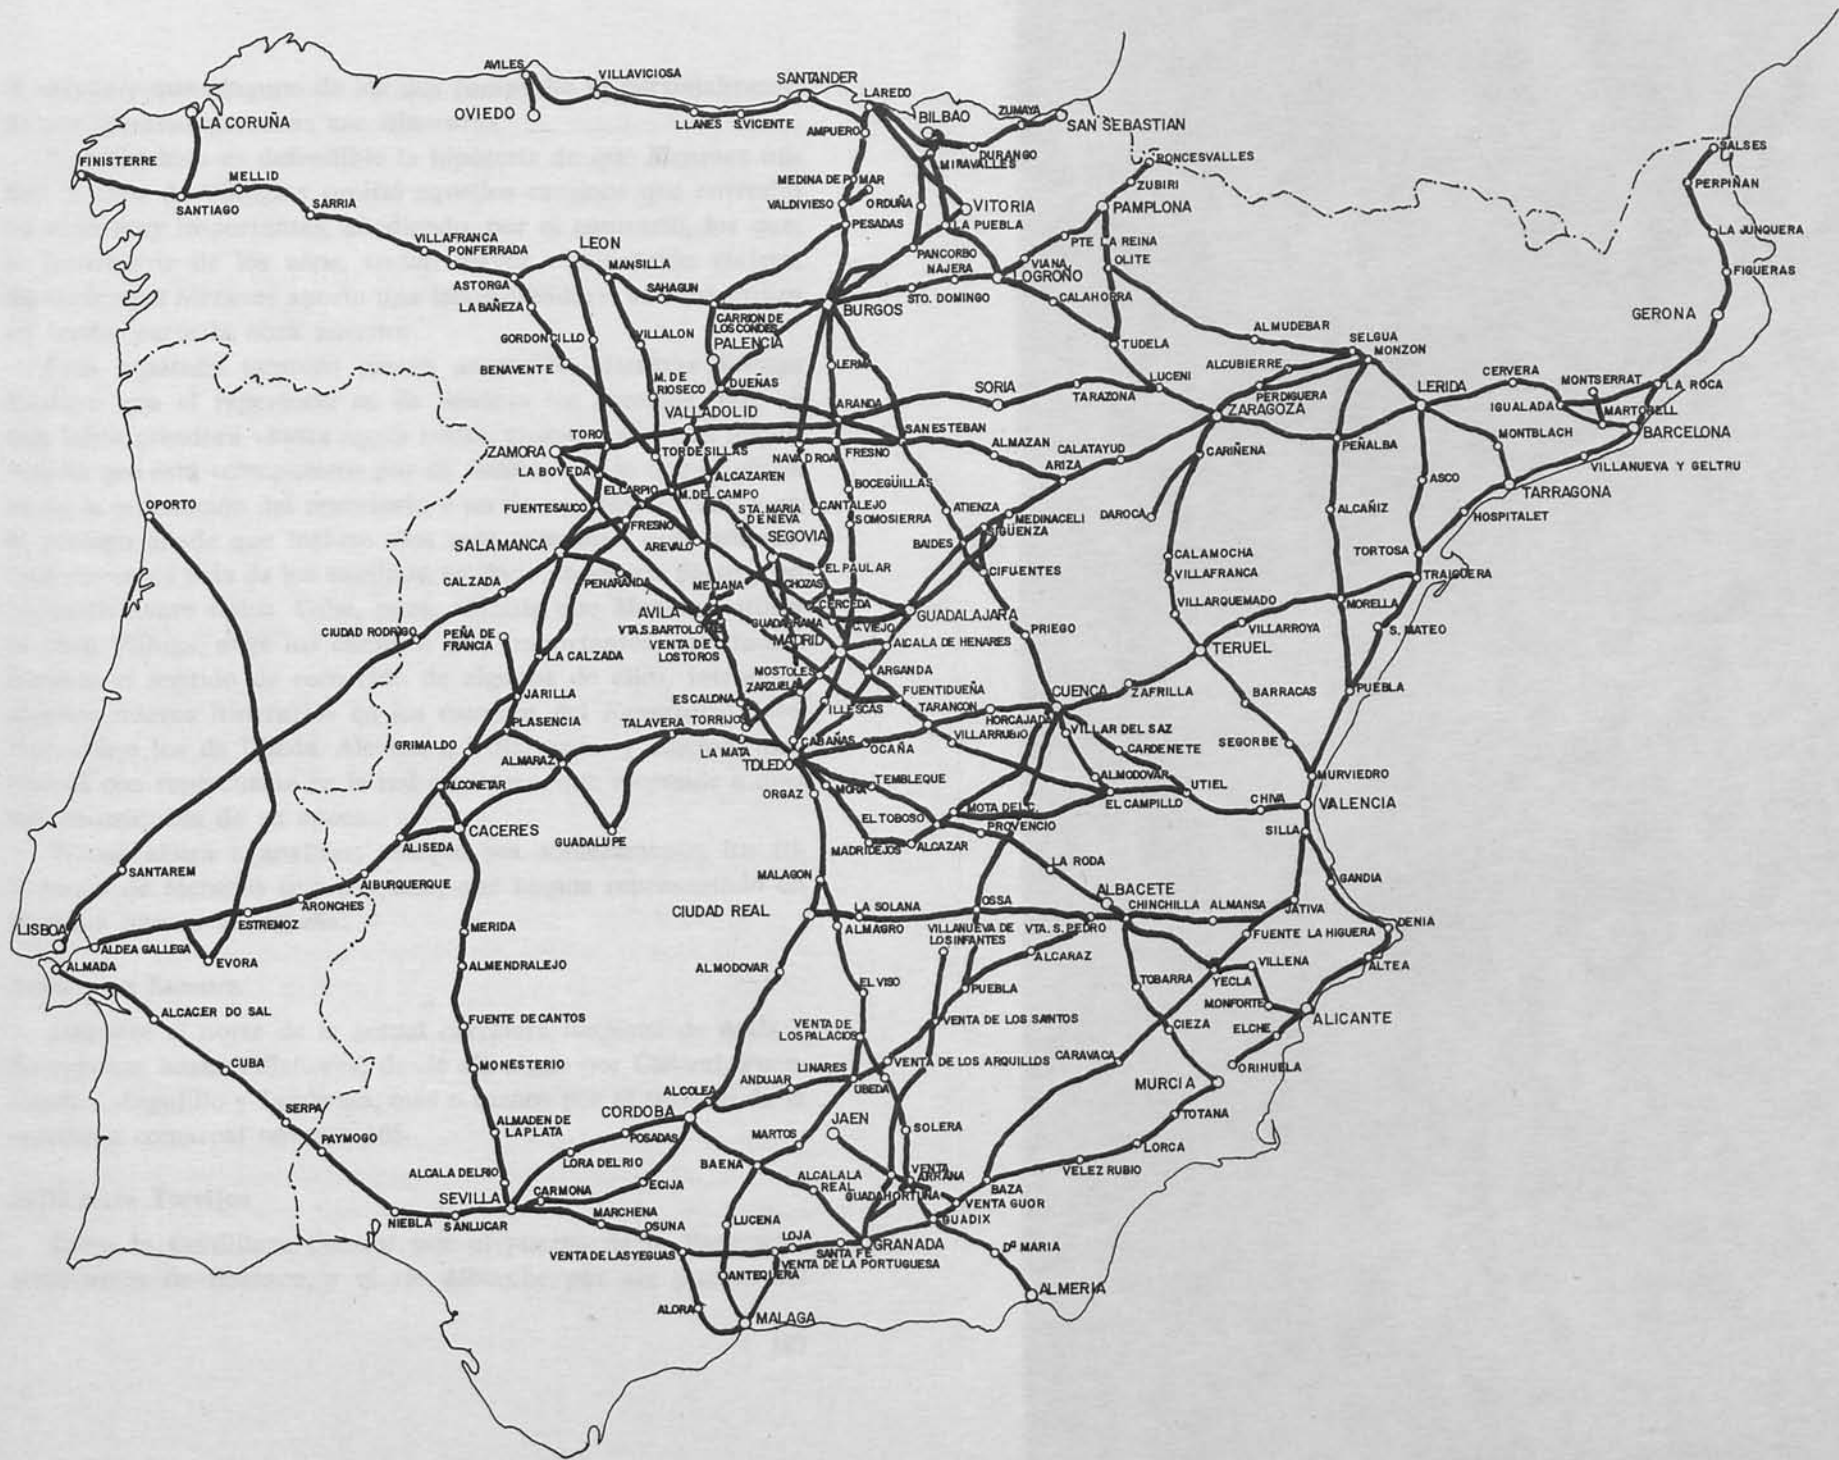 AVILES
VILLAVICIOSA
SANTANDER
LAREDO
OVIEDO
LLANES
S.VICENTE
AMPUERO
BILBAO
ZUMAYA
SAN SEBASTIAN
DURANGO
MIRAVALLES
LA CORUÑA
FINISTERRE
MELLID
SANTIAGO
SARRIA
RONCESVALLES
ZUBIRI
PAMPLONA
SALSES
PERPIÑAN
LA JUNQUERA
FIGUERAS
GERONA
MEDINA DE POMAR
VALDIVIESO
ORDUÑA
VITORIA
PESADAS
LA PUEBLA
PANCORBO
PTE LA REINA
OLITE
VILLAFRANCA
PONFERRADA
LEON
MANSILLA
ASTORGA
SAHAGUN
LA BAÑEZA
NAJERA
VIANA
LOGROÑO
STO. DOMINGO
CALAHORRA
BURGOS
CARRION DE
LOS CONDES
PALENCIA
GORDONCILLO
VILLALON
BENAVENTE
M. DE
RIOSECO
DUEÑAS
LERMA
TUDELA
ALMUDEBAR
SELGUA
MONZON
ALCUBIERRE
PERDIGUERA
LUCENI
TARAZONA
SORIA
ZARAGOZA
LERIDA
CERVERA
MONTSERRAT
LA ROCA
IGUALADA
MARTORELL
BARCELONA
MONTBLACH
VILLANUEVA Y GELTRU
TARRAGONA
HOSPITALET
VALLADOLID
ARANDA
TORO
ZAMORA
TORDESILLAS
NAVA D ROA
FRESNO
SAN ESTEBAN
ALMAZAN
CALATAYUD
ARIZA
CARIÑENA
PEÑALBA
ASCO
LA BOVEDA
EL CARPIO
ALCAZAREN
M.DEL CAMPO
BOCEGÜILLAS
FUENTESAUCO
FRESNO
STA. MARIA
DE NIEVA
CANTALEJO
SOMOSIERRA
ATIENZA
MEDINACELI
SIGÜENZA
DAROCA
ALCAÑIZ
TORTOSA
TRAIGUERA
OPORTO
SALAMANCA
AREVALO
SEGOVIA
BAIDES
CALAMOCHA
VILLAFRANCA
CALZADA
PEÑARANDA
MEDIANA
CHOZAS
EL PAULAR
CIFUENTES
CERCEDA
GUADALAJARA
VILLARQUEMADO
MORELLA
CIUDAD RODRIGO
PEÑA DE
FRANCIA
AVILA
VTA.S.BARTOLOME
GUADARRAMA
C.VIEJO
MADRID
PRIEGO
VILLARROYA
S. MATEO
VENTA DE
LOS TOROS
ALCALA DE HENARES
TERUEL
LA CALZADA
MOSTOLES
ARGANDA
JARILLA
ZARZUELA
ESCALONA
FUENTIDUEÑA
CUENCA
ZAFRILLA
BARRACAS
PUEBLA
PLASENCIA
TALAVERA
TORRIJOS
ILLESCAS
TARANCON
HORCAJADA
VILLAR DEL SAZ
GRIMALDO
LA MATA
CABAÑAS
OCAÑA
VILLARRUBIO
CARDENETE
SEGORBE
ALMARAZ
TOLEDO
TEMBLEQUE
ALMODOVAR
MURVIEDRO
ALCONETAR
ORGAZ
MORA
UTIEL
CHIVA
VALENCIA
MOTA DEL C.
EL CAMPILLO
CACERES
EL TOBOSO
PROVENCIO
SILLA
ALISEDA
GUADALUPE
MADRIDEJOS
ALCAZAR
LA RODA
SANTAREM
ALBURQUERQUE
MALAGON
ALBACETE
GANDIA
ARONCHES
CIUDAD REAL
LA SOLANA
OSSA
CHINCHILLA
ALMANSA
JATIVA
LISBOA
ESTREMOZ
MERIDA
ALMAGRO
VILLANUEVA DE
LOS INFANTES
VTA. S. PEDRO
FUENTE LA HIGUERA
DENIA
ALDEA GALLEGA
EVORA
ALMADA
ALMENDRALEJO
ALMODOVAR
ALCARAZ
VILLENA
ALTEA
TOBARRA
YECLA
EL VISO
PUEBLA
MONFORTE
ALCACER DO SAL
FUENTE DE CANTOS
VENTA DE
LOS PALACIOS
VENTA DE LOS SANTOS
CIEZA
ELCHE
ALICANTE
CUBA
MONESTERIO
LINARES
VENTA DE LOS ARQUILLOS
CARAVACA
ORIHUELA
ANDUJAR
UBEDA
MURCIA
ALCOLEA
SERPA
CORDOBA
JAEN
TOTANA
PAYMOGO
ALMADEN DE
LA PLATA
POSADAS
MARTOS
SOLERA
LORCA
LORA DEL RIO
BAENA
VENTA
ARRANA
VELEZ RUBIO
ALCALA DEL RIO
ECIJA
ALCALA LA
REAL
GUADAHORTUNA
BAZA
SEVILLA
CARMONA
VENTA GUOR
NIEBLA
SANLUCAR
MARCHENA
OSUNA
LUCENA
GUADIX
LOJA
SANTA FE
GRANADA
Dª MARIA
VENTA DE LAS YEGUAS
VENTA DE LA PORTUGUESA
ANTEQUERA
ALMERIA
ALORA
MALAGA